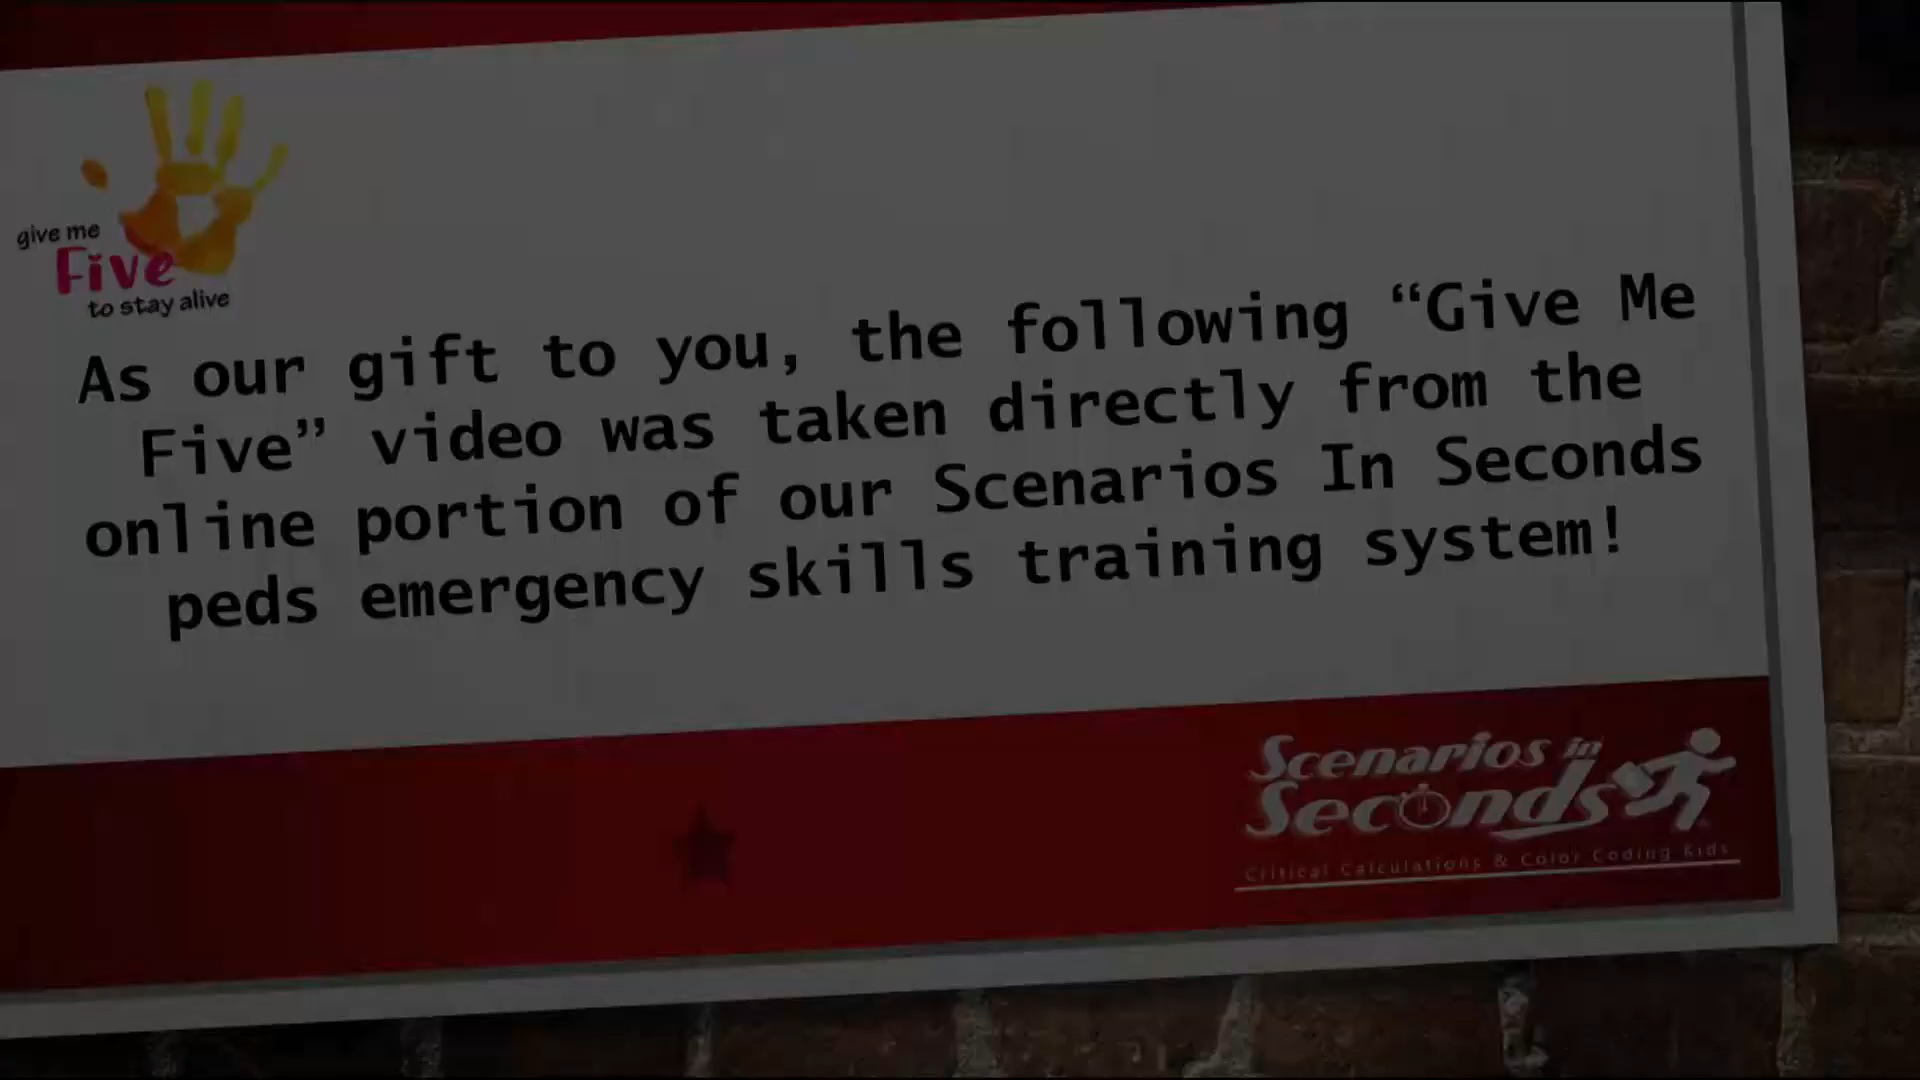 give me
Five
to stay alive
As our gift to you, the following “Give Me
Five” video was taken directly from the
online portion of our Scenarios In Seconds
peds emergency skills training system!
Scenarios in
Seconds
Critical Calculations & Color Coding Kids